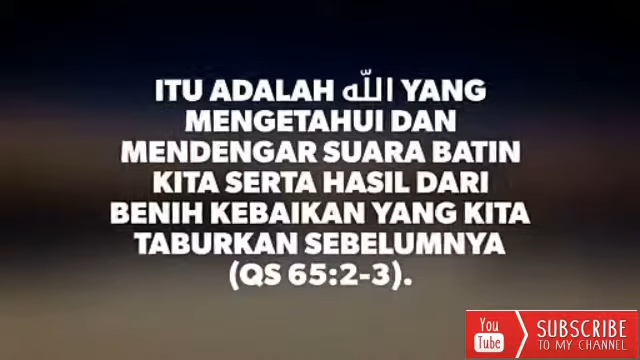 ITU ADALAH الله YANG
MENGETAHUI DAN
MENDENGAR SUARA BATIN
KITA SERTA HASIL DARI
BENIH KEBAIKAN YANG KITA
TABURKAN SEBELUMNYA
(QS 65:2-3).
You
Tube
SUBSCRIBE
TO MY CHANNEL